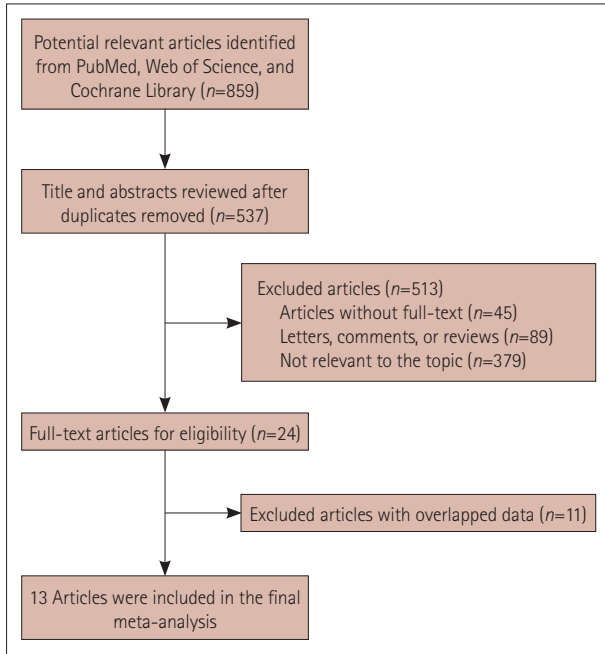 Potential relevant articles identified
from PubMed, Web of Science, and
Cochrane Library (n=859)
Title and abstracts reviewed after
duplicates removed (n=537)
Excluded articles (n=513)
Articles without full-text (n=45)
Letters, comments, or reviews (n=89)
Not relevant to the topic (n=379)
Full-text articles for eligibility (n=24)
Excluded articles with overlapped data (n=11)
13 Articles were included in the final
meta-analysis